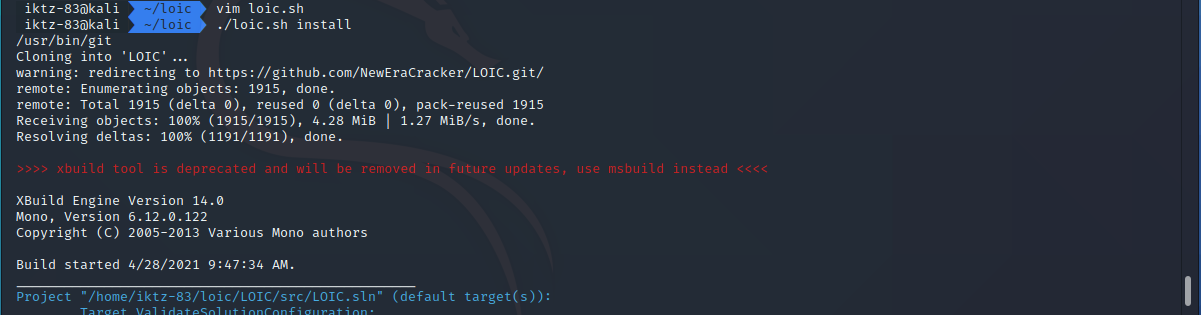 iktz-83@kali ~/loic vim loic.sh
iktz-83@kali ~/loic ./loic.sh install
/usr/bin/git
Cloning into 'LOIC'...
warning: redirecting to https://github.com/NewEraCracker/LOIC.git/
remote: Enumerating objects: 1915, done.
remote: Total 1915 (delta 0), reused 0 (delta 0), pack-reused 1915
Receiving objects: 100% (1915/1915), 4.28 MiB | 1.27 MiB/s, done.
Resolving deltas: 100% (1191/1191), done.
>>>> xbuild tool is deprecated and will be removed in future updates, use msbuild instead <<<<
XBuild Engine Version 14.0
Mono, Version 6.12.0.122
Copyright (C) 2005-2013 Various Mono authors
Build started 4/28/2021 9:47:34 AM.
Project "/home/iktz-83/loic/LOIC/src/LOIC.sln" (default target(s)):
Target ValidateSolutionConfiguration: